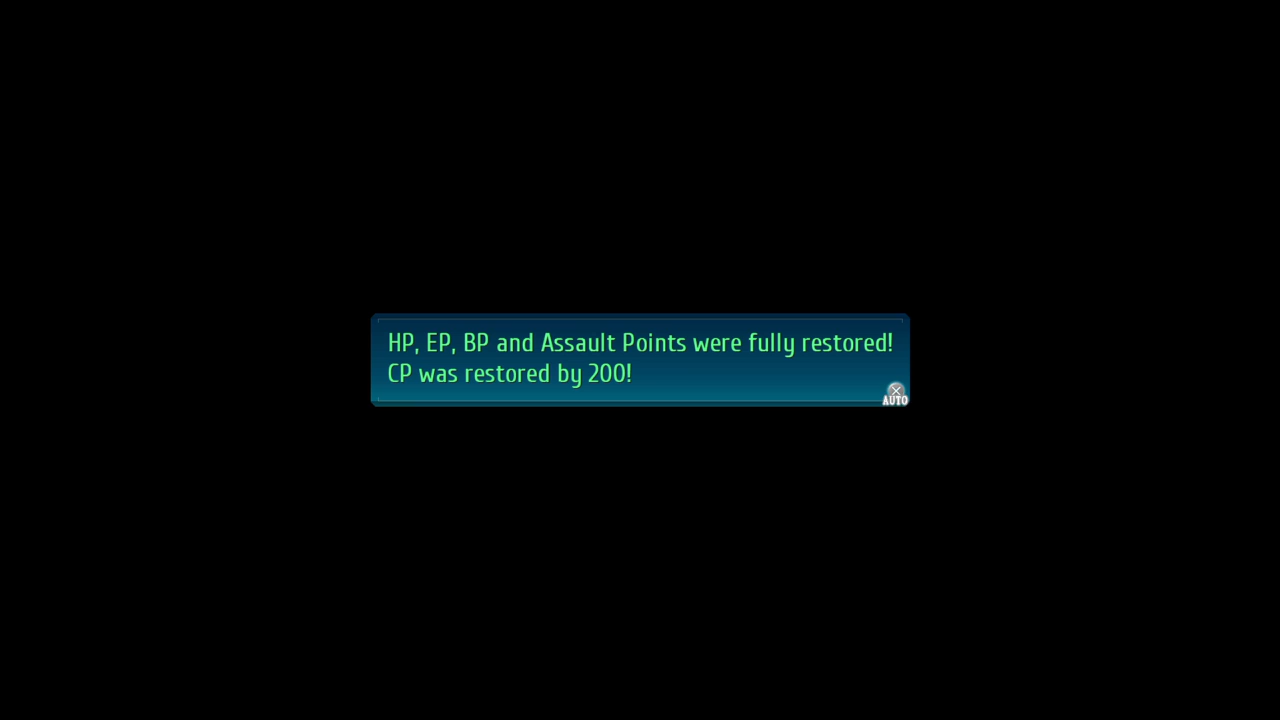 HP, EP, BP and Assault Points were fully restored!
CP was restored by 200!
AUTO